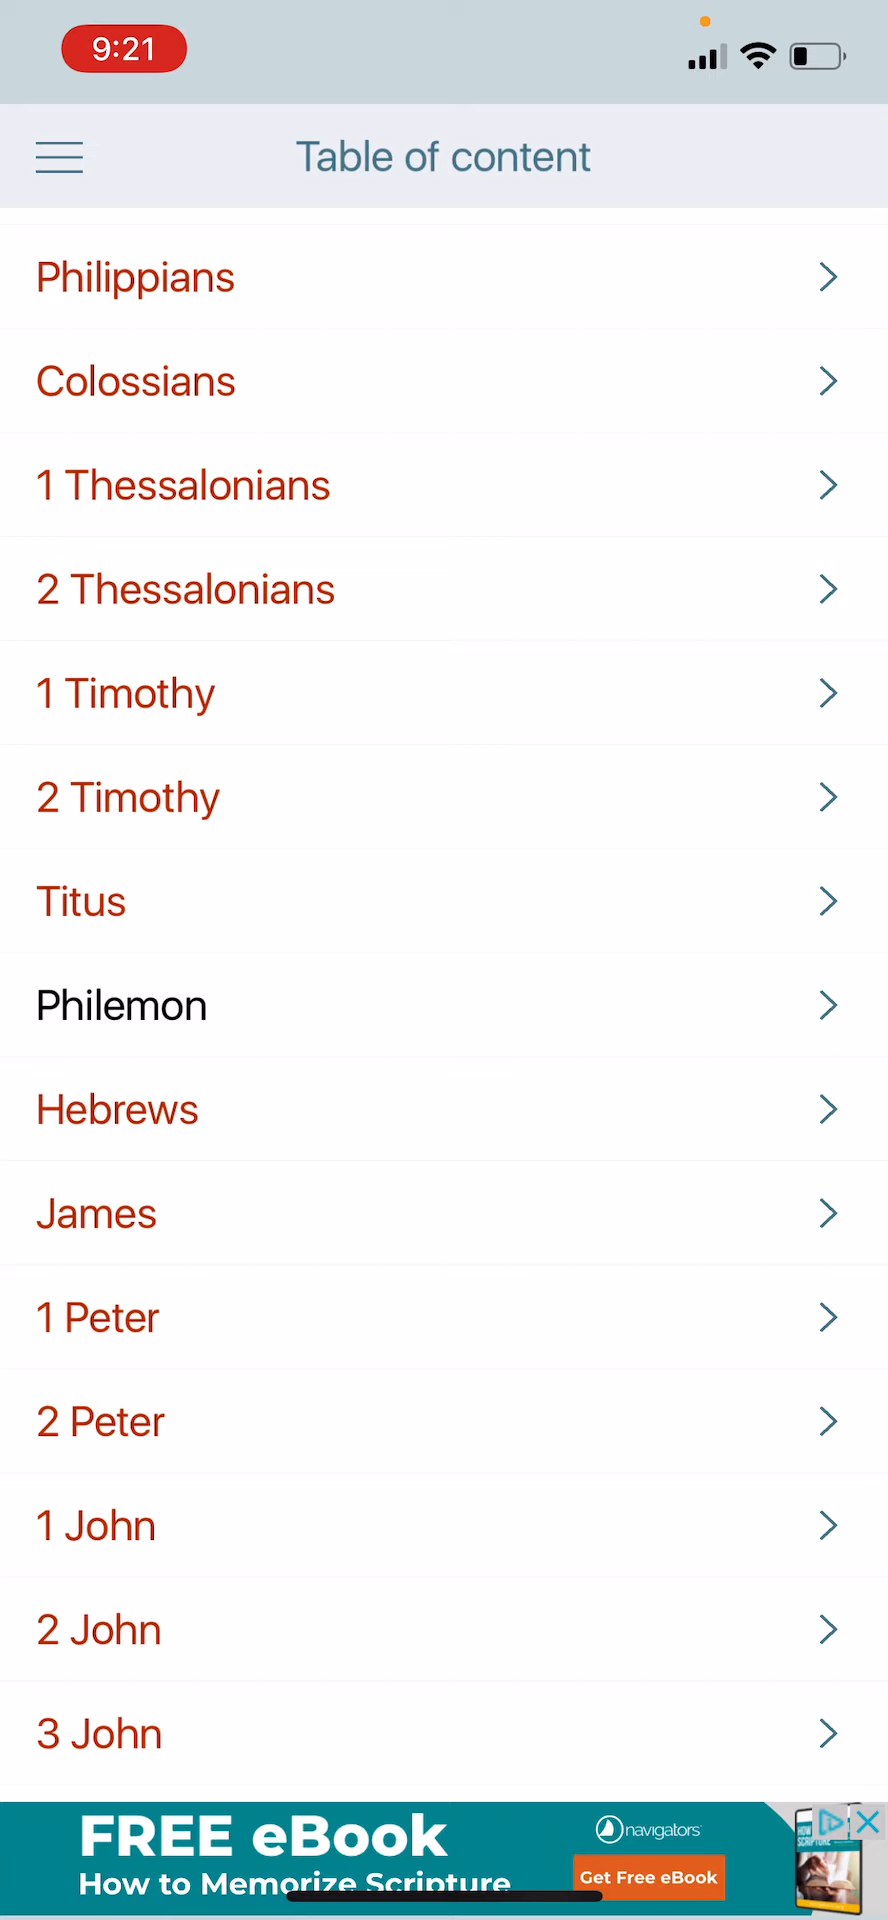 9:21
Table of content
Philippians
Colossians
1 Thessalonians
2 Thessalonians
1 Timothy
2 Timothy
Titus
Philemon
Hebrews
James
1 Peter
2 Peter
1 John
2 John
3 John
FREE eBook
How to Memorize Scripture
navigators
Get Free eBook
HOW
SCRIPTURE